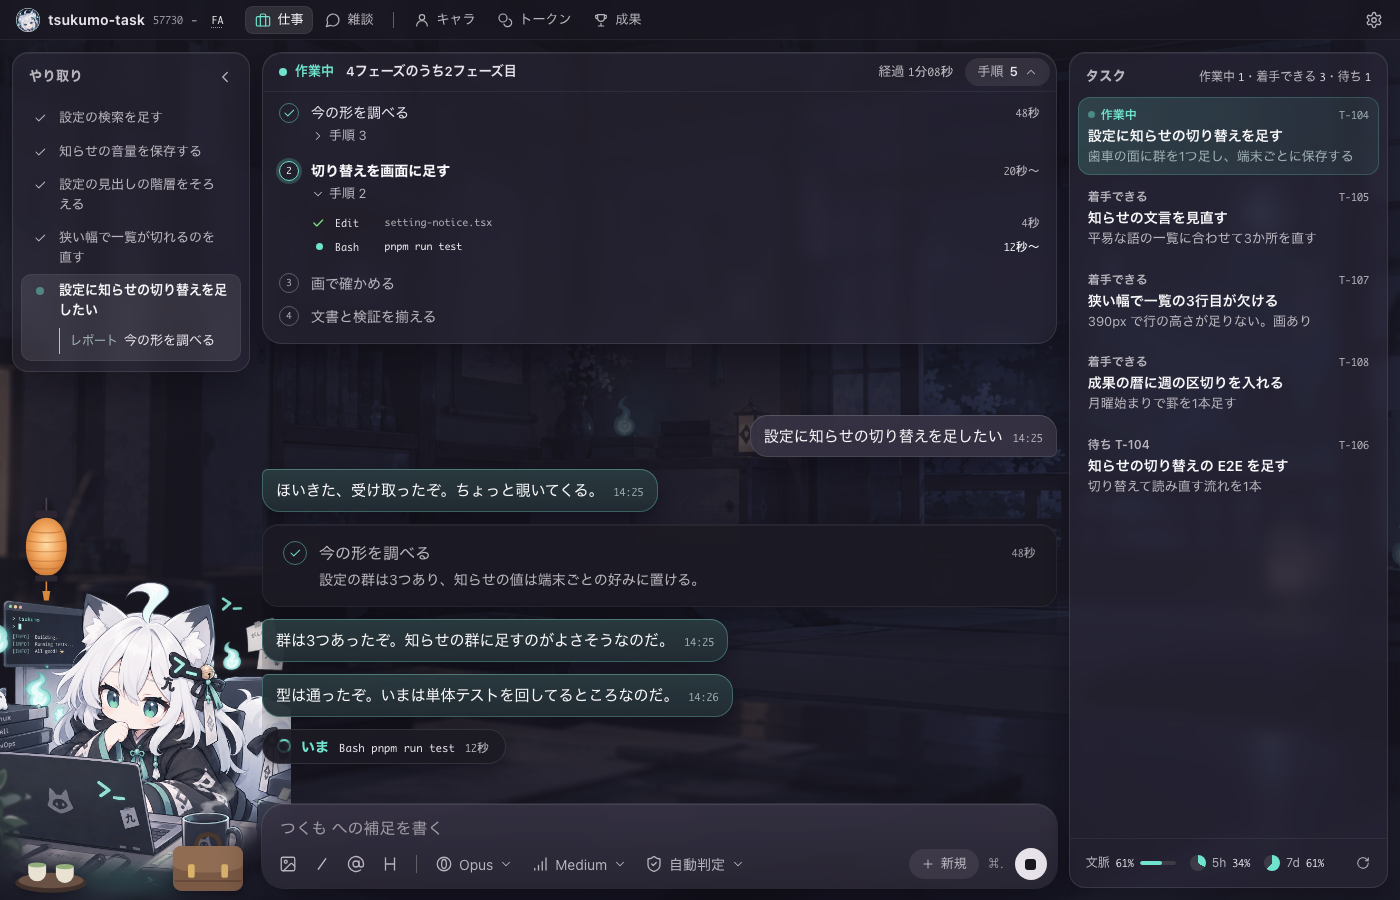 tsukumo-task 57730 – FA 仕事 雑談 キャラ トークン 成果
やり取り
設定の検索を足す
知らせの音量を保存する
設定の見出しの階層をそろ
える
狭い幅で一覧が切れるのを
直す
設定に知らせの切り替えを足
したい
レポート 今の形を調べる
作業中 4フェーズのうち2フェーズ目 経過 1分08秒 手順 5
今の形を調べる 48秒
手順 3
2 切り替えを画面に足す 20秒〜
手順 2
Edit setting-notice.tsx 4秒
Bash pnpm run test 12秒〜
3 画で確かめる
4 文書と検証を揃える
設定に知らせの切り替えを足したい 14:25
ほいきた、受け取ったぞ。ちょっと覗いてくる。 14:25
今の形を調べる 48秒
設定の群は3つあり、知らせの値は端末ごとの好みに置ける。
群は3つあったぞ。知らせの群に足すのがよさそうなのだ。 14:25
型は通ったぞ。いまは単体テストを回してるところなのだ。 14:26
いま Bash pnpm run test 12秒
つくも への補足を書く
/ @ H Opus Medium 自動判定 + 新規 ⌘.
タスク 作業中 1・着手できる 3・待ち 1
作業中 T-104
設定に知らせの切り替えを足す
歯車の面に群を1つ足し、端末ごとに保存する
着手できる T-105
知らせの文言を見直す
平易な語の一覧に合わせて3か所を直す
着手できる T-107
狭い幅で一覧の3行目が欠ける
390px で行の高さが足りない。画あり
着手できる T-108
成果の暦に週の区切りを入れる
月曜始まりで罫を1本足す
待ち T-104 T-106
知らせの切り替えの E2E を足す
切り替えて読み直す流れを1本
文脈 61% 5h 34% 7d 61%
>_
>_
>_
九